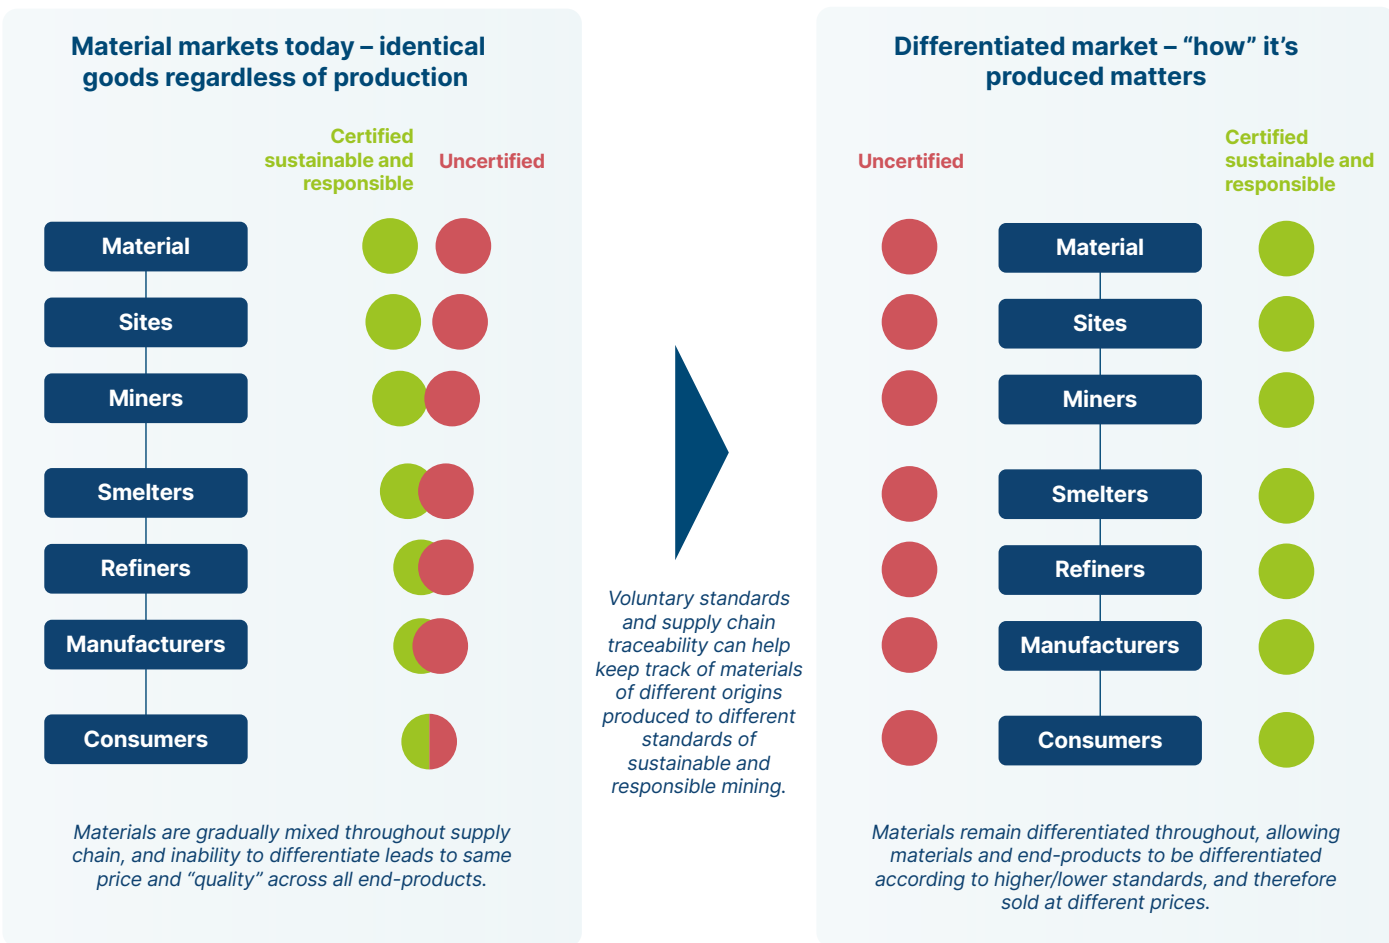 Material markets today – identical
goods regardless of production
Certified
sustainable and
responsible
Uncertified
Material
Sites
Miners
Smelters
Refiners
Manufacturers
Consumers
Materials are gradually mixed throughout supply
chain, and inability to differentiate leads to same
price and “quality” across all end-products.
Voluntary standards
and supply chain
traceability can help
keep track of materials
of different origins
produced to different
standards of
sustainable and
responsible mining.
Differentiated market – “how” it’s
produced matters
Uncertified
Certified
sustainable and
responsible
Material
Sites
Miners
Smelters
Refiners
Manufacturers
Consumers
Materials remain differentiated throughout, allowing
materials and end-products to be differentiated
according to higher/lower standards, and therefore
sold at different prices.